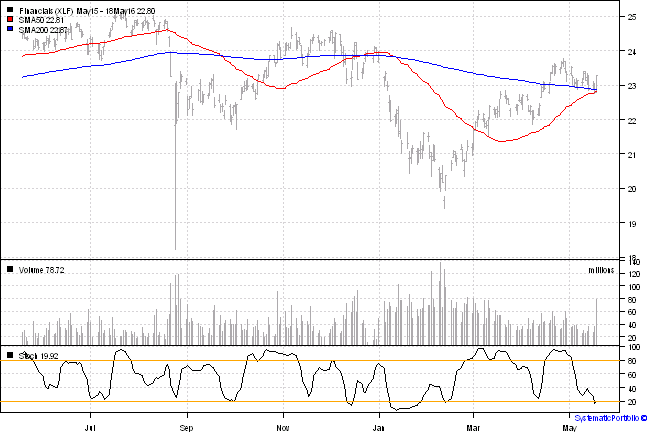 Financials (XLF) May15 - 18May16 22.80
SMA50 22.81
SMA200 22.87
25
24
23
22
21
20
19
18
Volume 78.72
millions
140
120
100
80
60
40
20
Stoch 19.92
100
80
60
40
20
Jul Sep Nov Jan Mar May
SystematicPortfolio ©